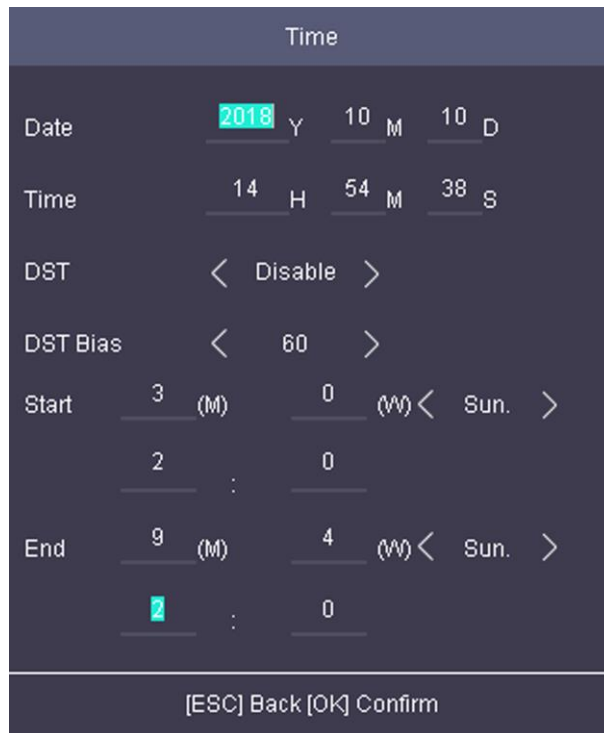 Time
Date 2018 Y 10 M 10 D
Time 14 H 54 M 38 S
DST < Disable >
DST Bias < 60 >
Start 3 (M) 0 (W) < Sun. >
2 : 0
End 9 (M) 4 (W) < Sun. >
2 : 0
[ESC] Back [OK] Confirm